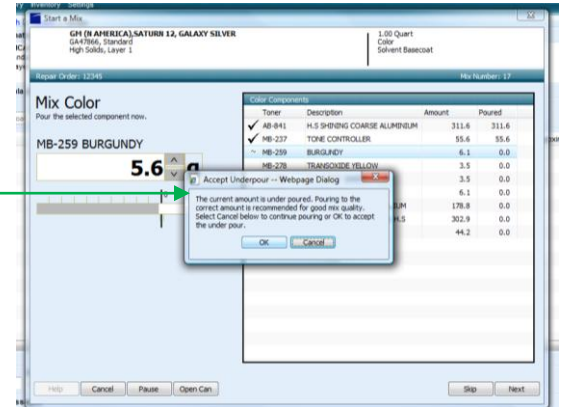 Inventory Settings
Start a Mix
GM (N AMERICA),SATURN 12, GALAXY SILVER
GA47866, Standard
High Solids, Layer 1
1.00 Quart
Color
Solvent Basecoat
Repair Order: 12345
Mix Number: 17
Mix Color
Pour the selected component now.
MB-259 BURGUNDY
5.6 g
Color Components
Toner Description Amount Poured
AB-841 H.S SHINING COARSE ALUMINIUM 311.6 311.6
MB-237 TONE CONTROLLER 55.6 55.6
~ MB-259 BURGUNDY 6.1 0.0
MB-278 TRANSOXIDE YELLOW 3.5 0.0
6.1 0.0
178.8 0.0
H.S 302.9 0.0
44.2 0.0
Accept Underpour -- Webpage Dialog
The current amount is under poured. Pouring to the
correct amount is recommended for good mix quality.
Select Cancel below to continue pouring or OK to accept
the under pour.
OK Cancel
Help Cancel Pause Open Can Skip Next